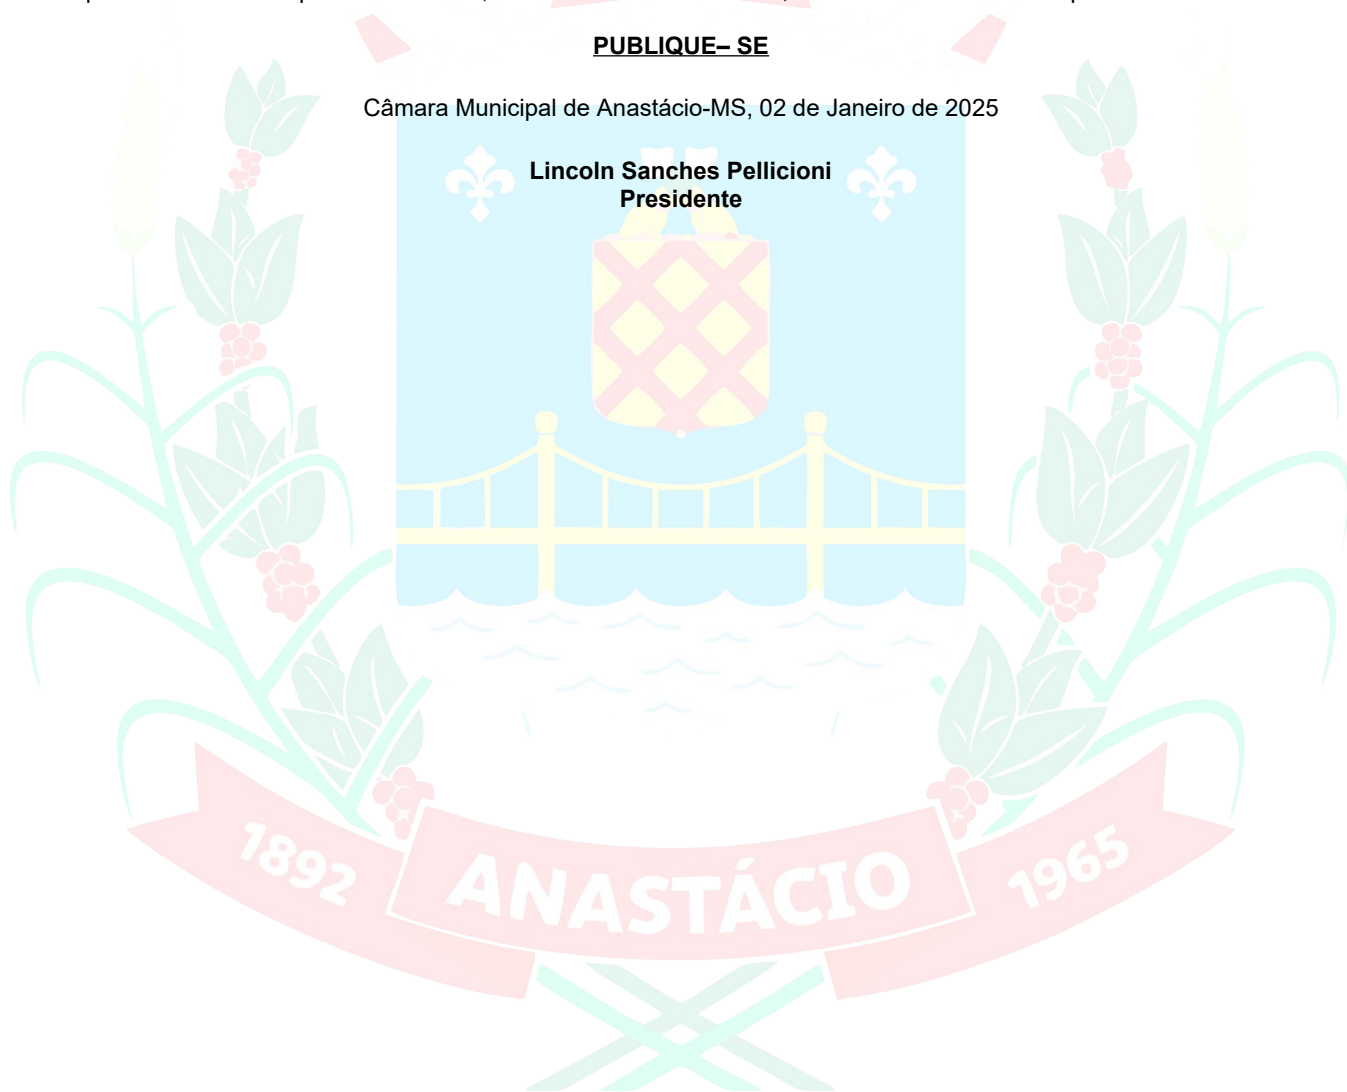 PUBLIQUE– SE
Câmara Municipal de Anastácio-MS, 02 de Janeiro de 2025
Lincoln Sanches Pellicioni
Presidente
1892
ANASTÁCIO
1965